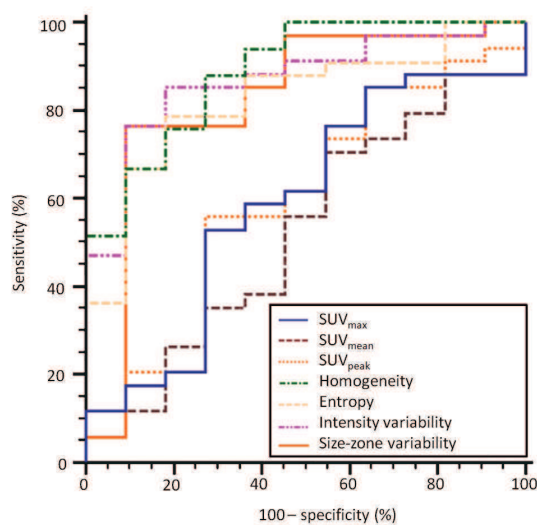 100
80
60
40
20
0
Sensitivity (%)
SUVmax
SUVmean
SUVpeak
Homogeneity
Entropy
Intensity variability
Size-zone variability
0 20 40 60 80 100
100 – specificity (%)